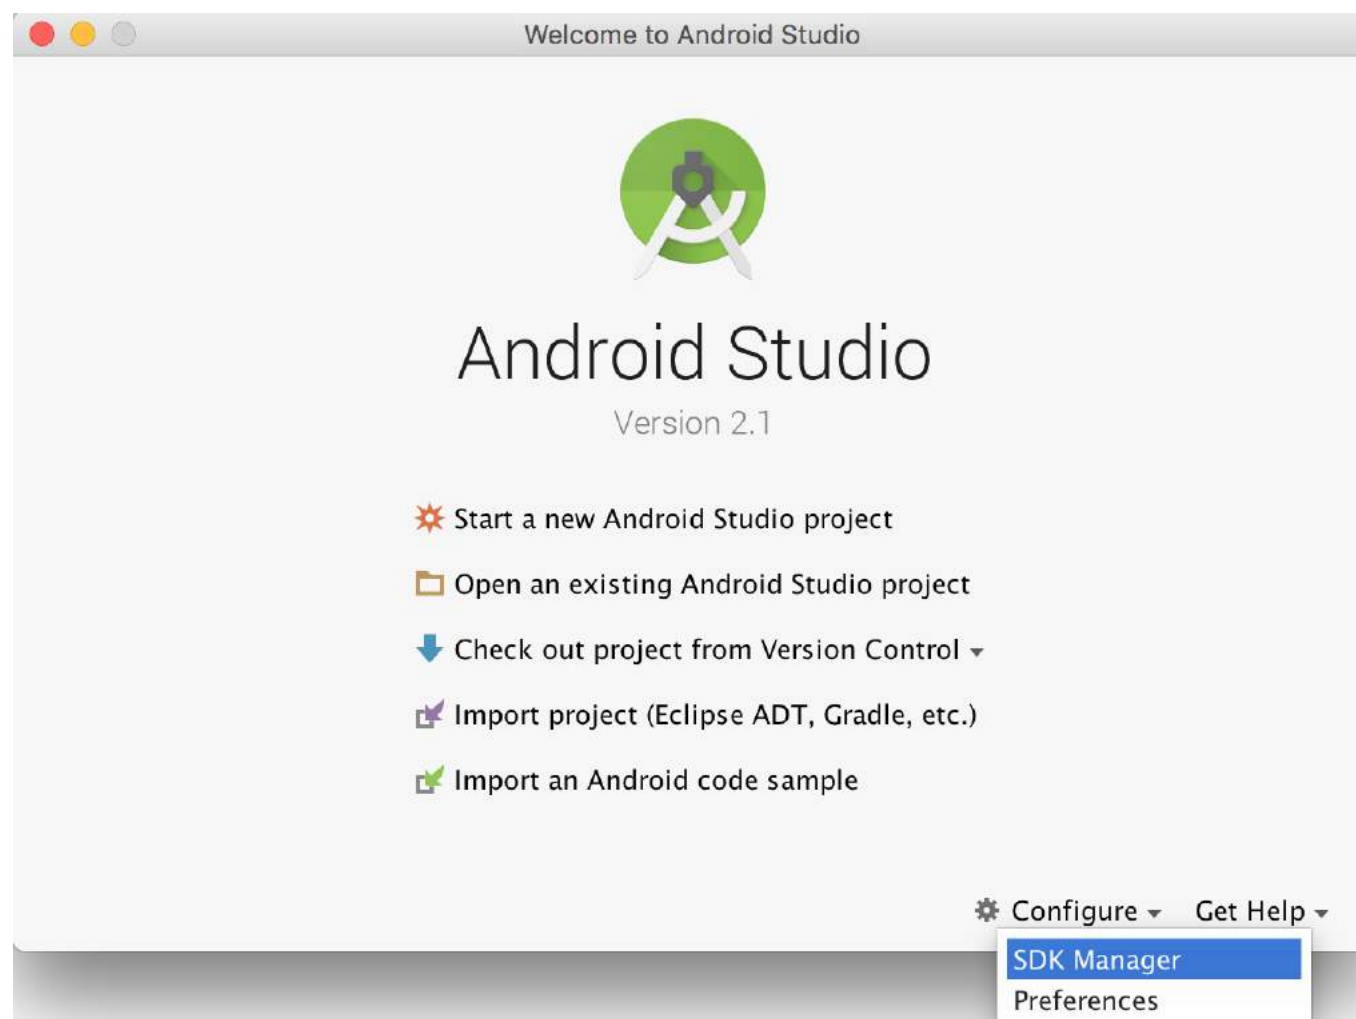 Welcome to Android Studio
Android Studio
Version 2.1
Start a new Android Studio project
Open an existing Android Studio project
Check out project from Version Control
Import project (Eclipse ADT, Gradle, etc.)
Import an Android code sample
Configure Get Help
SDK Manager
Preferences